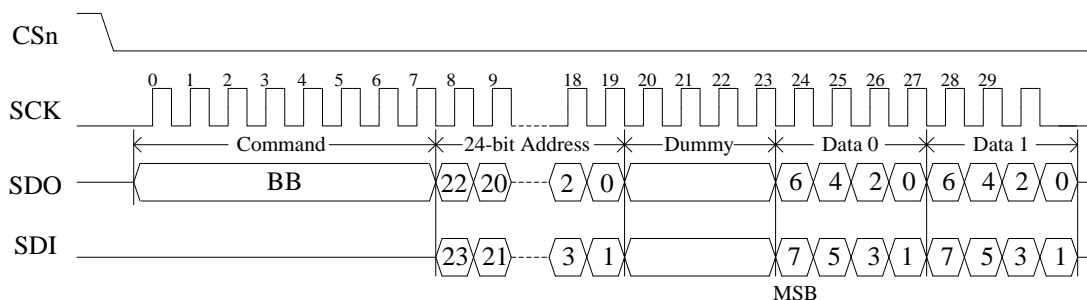 CSn
0 1 2 3 4 5 6 7 8 9 18 19 20 21 22 23 24 25 26 27 28 29
SCK
Command 24-bit Address Dummy Data 0 Data 1
SDO BB 22 20 2 0 6 4 2 0 6 4 2 0
SDI 23 21 3 1 7 5 3 1 7 5 3 1
MSB